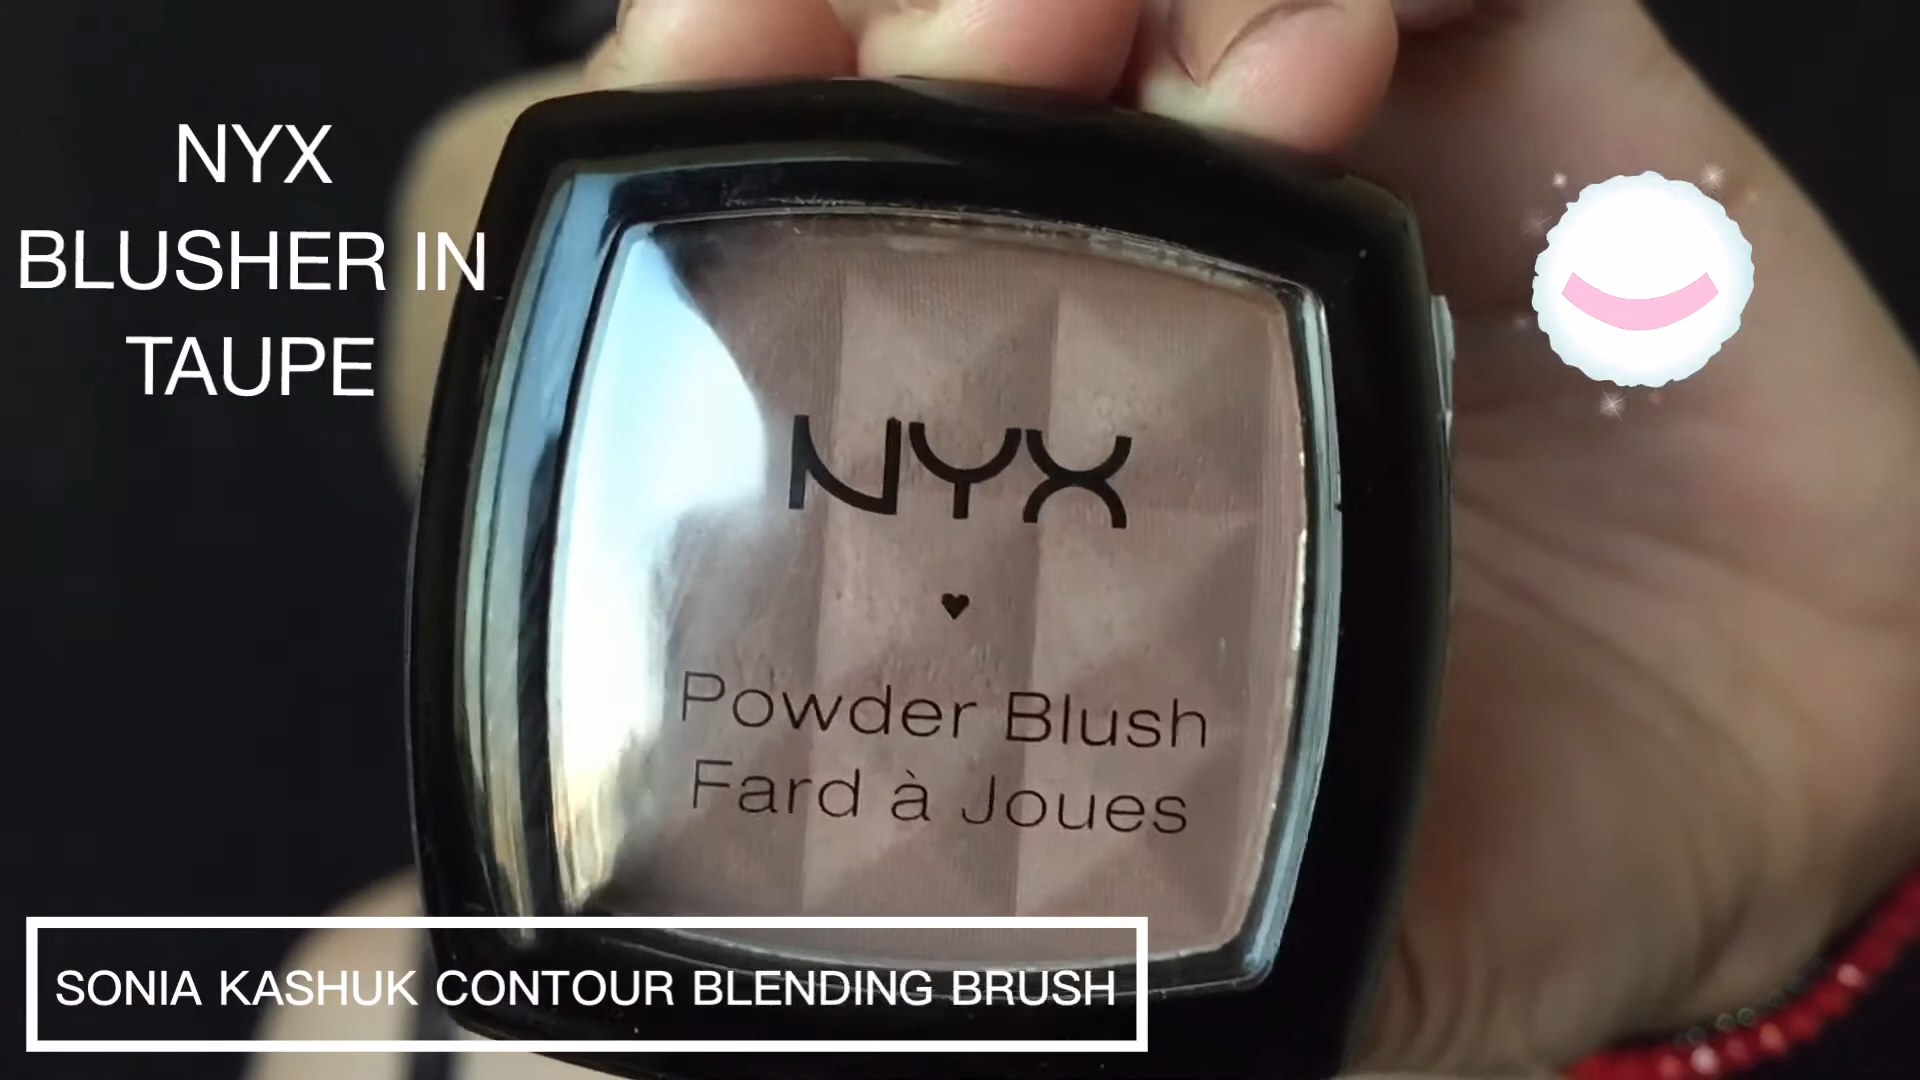 NYX
BLUSHER IN
TAUPE
NYX
Powder Blush
Fard à Joues
SONIA KASHUK CONTOUR BLENDING BRUSH